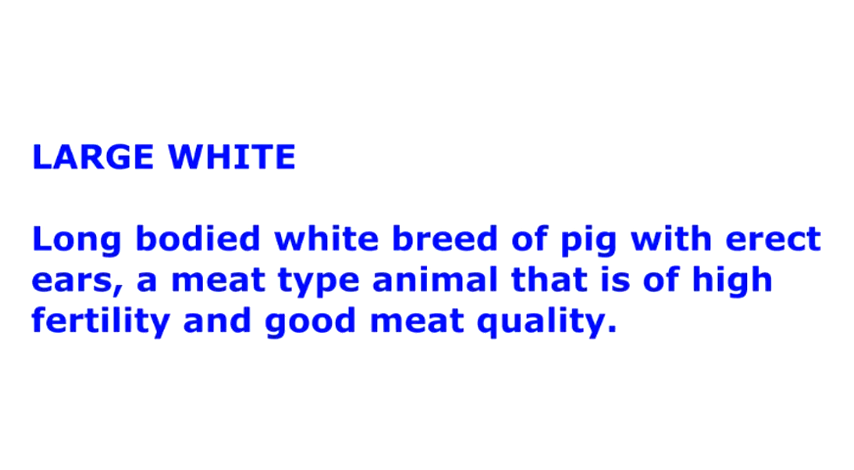 LARGE WHITE
Long bodied white breed of pig with erect
ears, a meat type animal that is of high
fertility and good meat quality.